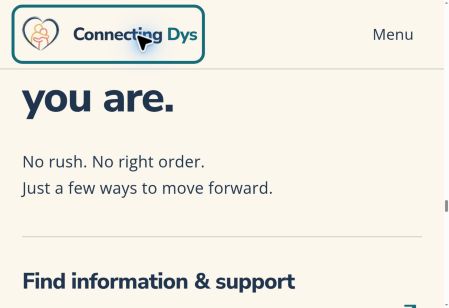 Connecting Dys
Menu
you are.
No rush. No right order.
Just a few ways to move forward.
Find information & support